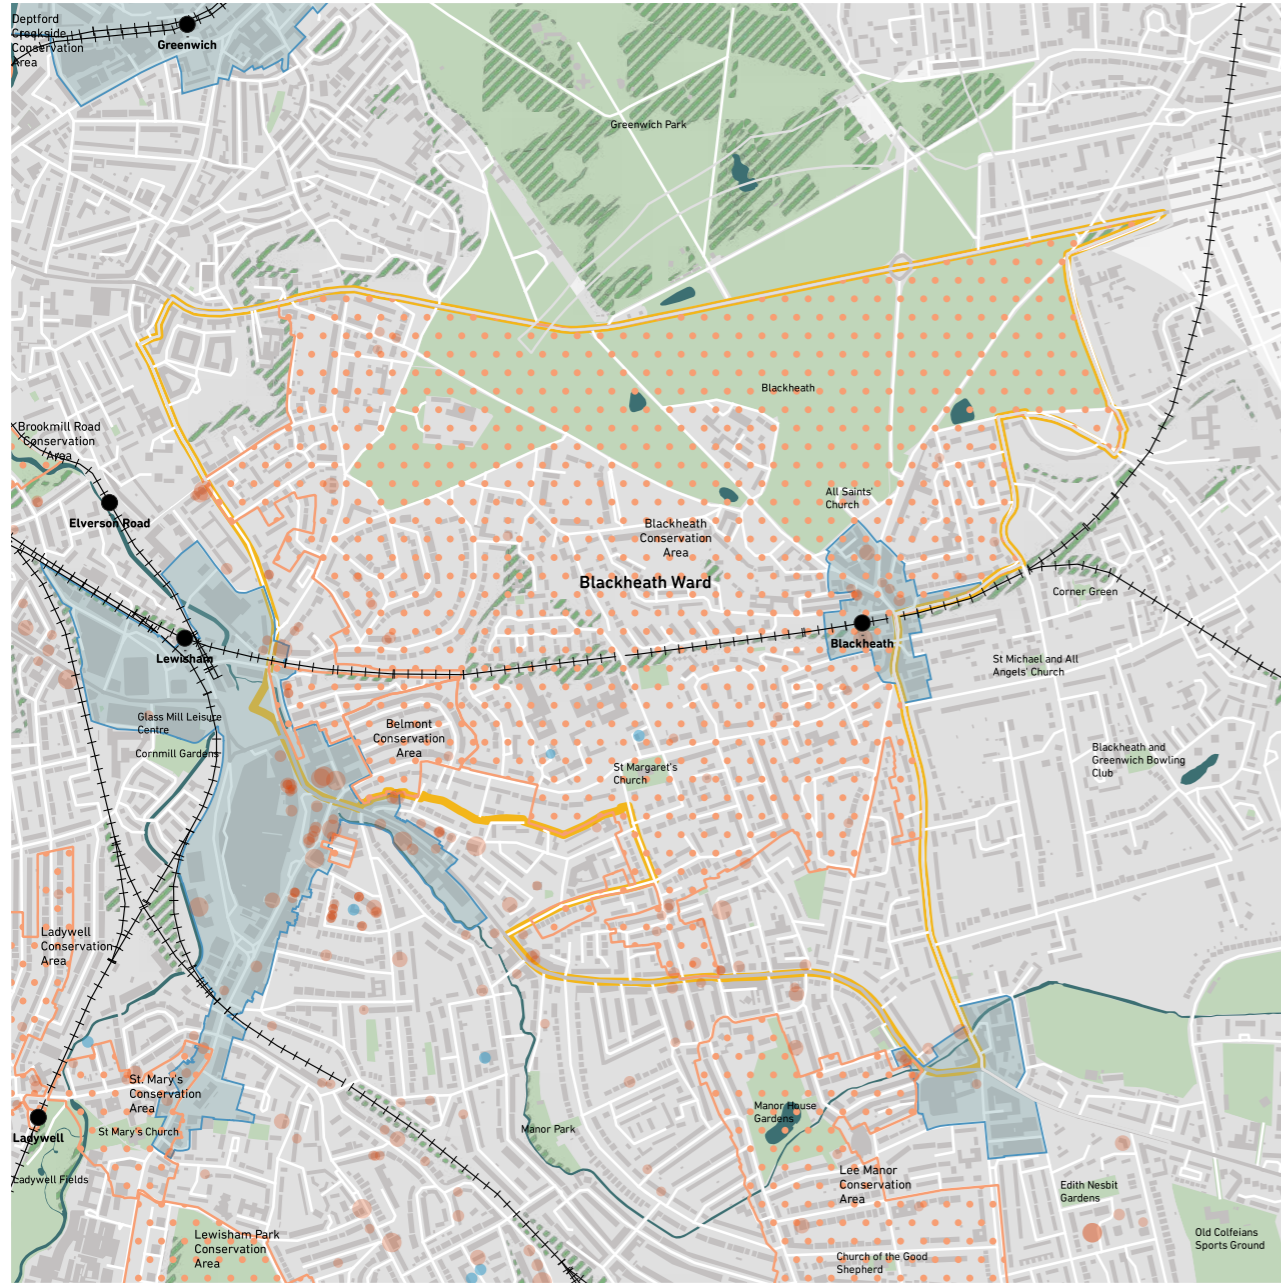 Deptford
Creekside
Conservation
Area
Greenwich
Greenwich Park
Blackheath
Brookmill Road
Conservation
Area
All Saints'
Church
Elverson Road
Blackheath
Conservation
Area
Blackheath Ward
Corner Green
Blackheath
Lewisham
St Michael and All
Angels' Church
Glass Mill Leisure
Centre
Belmont
Conservation
Area
Cornmill Gardens
Blackheath and
Greenwich Bowling
Club
St Margaret's
Church
Ladywell
Conservation
Area
St. Mary's
Conservation
Area
Manor House
Gardens
Ladywell
St Mary's Church
Manor Park
Lee Manor
Conservation
Area
Ladywell Fields
Edith Nesbit
Gardens
Lewisham Park
Conservation
Area
Old Colfeians
Sports Ground
Church of the Good
Shepherd